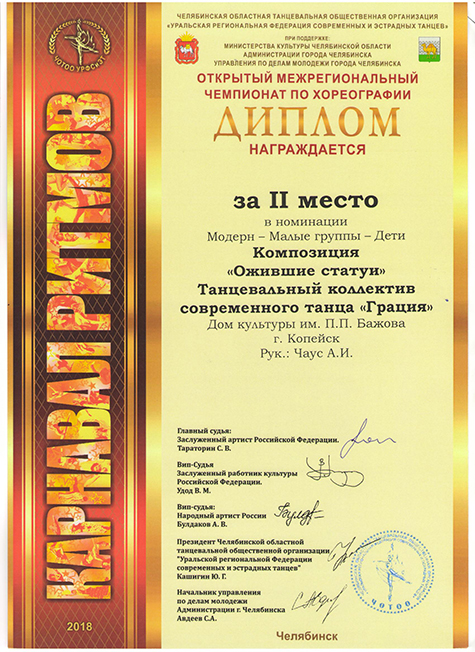 ЧЕЛЯБИНСКАЯ ОБЛАСТНАЯ ТАНЦЕВАЛЬНАЯ ОБЩЕСТВЕННАЯ ОРГАНИЗАЦИЯ
"УРАЛЬСКАЯ РЕГИОНАЛЬНАЯ ФЕДЕРАЦИЯ СОВРЕМЕННЫХ И ЭСТРАДНЫХ ТАНЦЕВ"
ПРИ ПОДДЕРЖКЕ:
МИНИСТЕРСТВА КУЛЬТУРЫ ЧЕЛЯБИНСКОЙ ОБЛАСТИ
АДМИНИСТРАЦИИ ГОРОДА ЧЕЛЯБИНСКА
УПРАВЛЕНИЯ ПО ДЕЛАМ МОЛОДЕЖИ ГОРОДА ЧЕЛЯБИНСКА
ОТКРЫТЫЙ МЕЖРЕГИОНАЛЬНЫЙ
ЧЕМПИОНАТ ПО ХОРЕОГРАФИИ
ДИПЛОМ
НАГРАЖДАЕТСЯ
за II место
в номинации
Модерн – Малые группы – Дети
Композиция
«Ожившие статуи»
Танцевальный коллектив
современного танца «Грация»
Дом культуры им. П.П. Бажова
г. Копейск
Рук.: Чаус А.И.
Главный судья:
Заслуженный артист Российской Федерации.
Тараторин С. В.
Вип-Судья
Заслуженный работник культуры
Российской Федерации.
Удод В. М.
Вип-судья:
Народный артист России
Булдаков А. В.
Президент Челябинской областной
танцевальной общественной организации
"Уральской региональной Федерации
современных и эстрадных танцев"
Кашигин Ю. Г.
Начальник управления
по делам молодежи
Администрации г. Челябинска
Авдеев С.А.
Челябинск
ЧОТОО УРФСиЭТ
КАРНАВАЛ РИТМОВ
2018
ЧОТОО